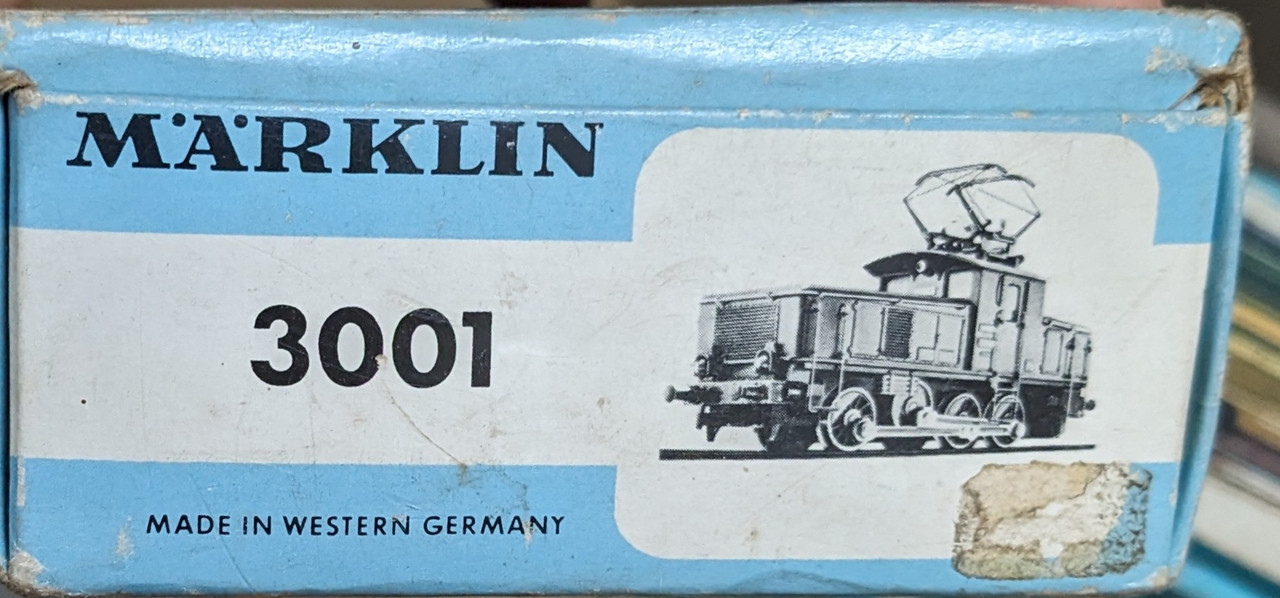 MÄRKLIN
3001
MADE IN WESTERN GERMANY